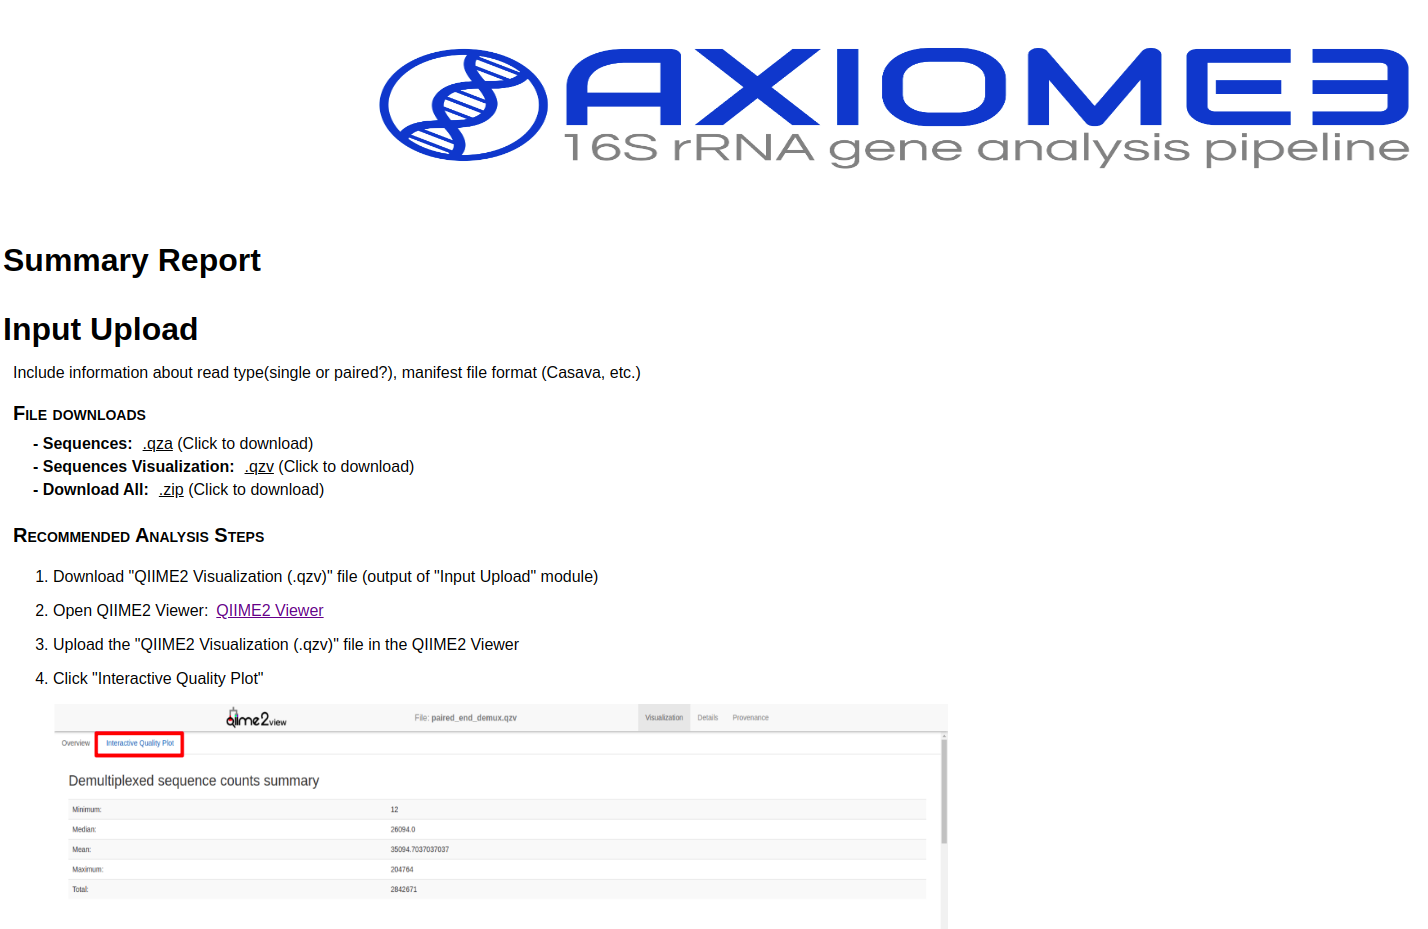 AXIOME3
16S rRNA gene analysis pipeline
Summary Report
Input Upload
Include information about read type(single or paired?), manifest file format (Casava, etc.)
File downloads
- Sequences: .qza (Click to download)
- Sequences Visualization: .qzv (Click to download)
- Download All: .zip (Click to download)
Recommended Analysis Steps
1. Download "QIIME2 Visualization (.qzv)" file (output of "Input Upload" module)
2. Open QIIME2 Viewer: QIIME2 Viewer
3. Upload the "QIIME2 Visualization (.qzv)" file in the QIIME2 Viewer
4. Click "Interactive Quality Plot"
qiime2view File: paired_end_demux.qzv Visualization Details Provenance
Overview Interactive Quality Plot
Demultiplexed sequence counts summary
Minimum: 12
Median: 26094.0
Mean: 35094.7037037037
Maximum: 204764
Total: 2842671